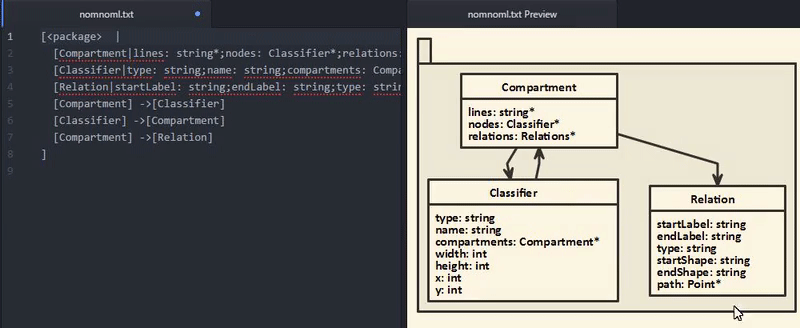 nomnoml.txt
nomnoml.txt Preview
1 [<package> |
2 [Compartment|lines: string*;nodes: Classifier*;relations:
3 [Classifier|type: string;name: string;compartments: Compa
4 [Relation|startLabel: string;endLabel: string;type: strin
5 [Compartment] ->[Classifier]
6 [Classifier] ->[Compartment]
7 [Compartment] ->[Relation]
8 ]
9
Compartment
lines: string*
nodes: Classifier*
relations: Relations*
Classifier
type: string
name: string
compartments: Compartment*
width: int
height: int
x: int
y: int
Relation
startLabel: string
endLabel: string
type: string
startShape: string
endShape: string
path: Point*